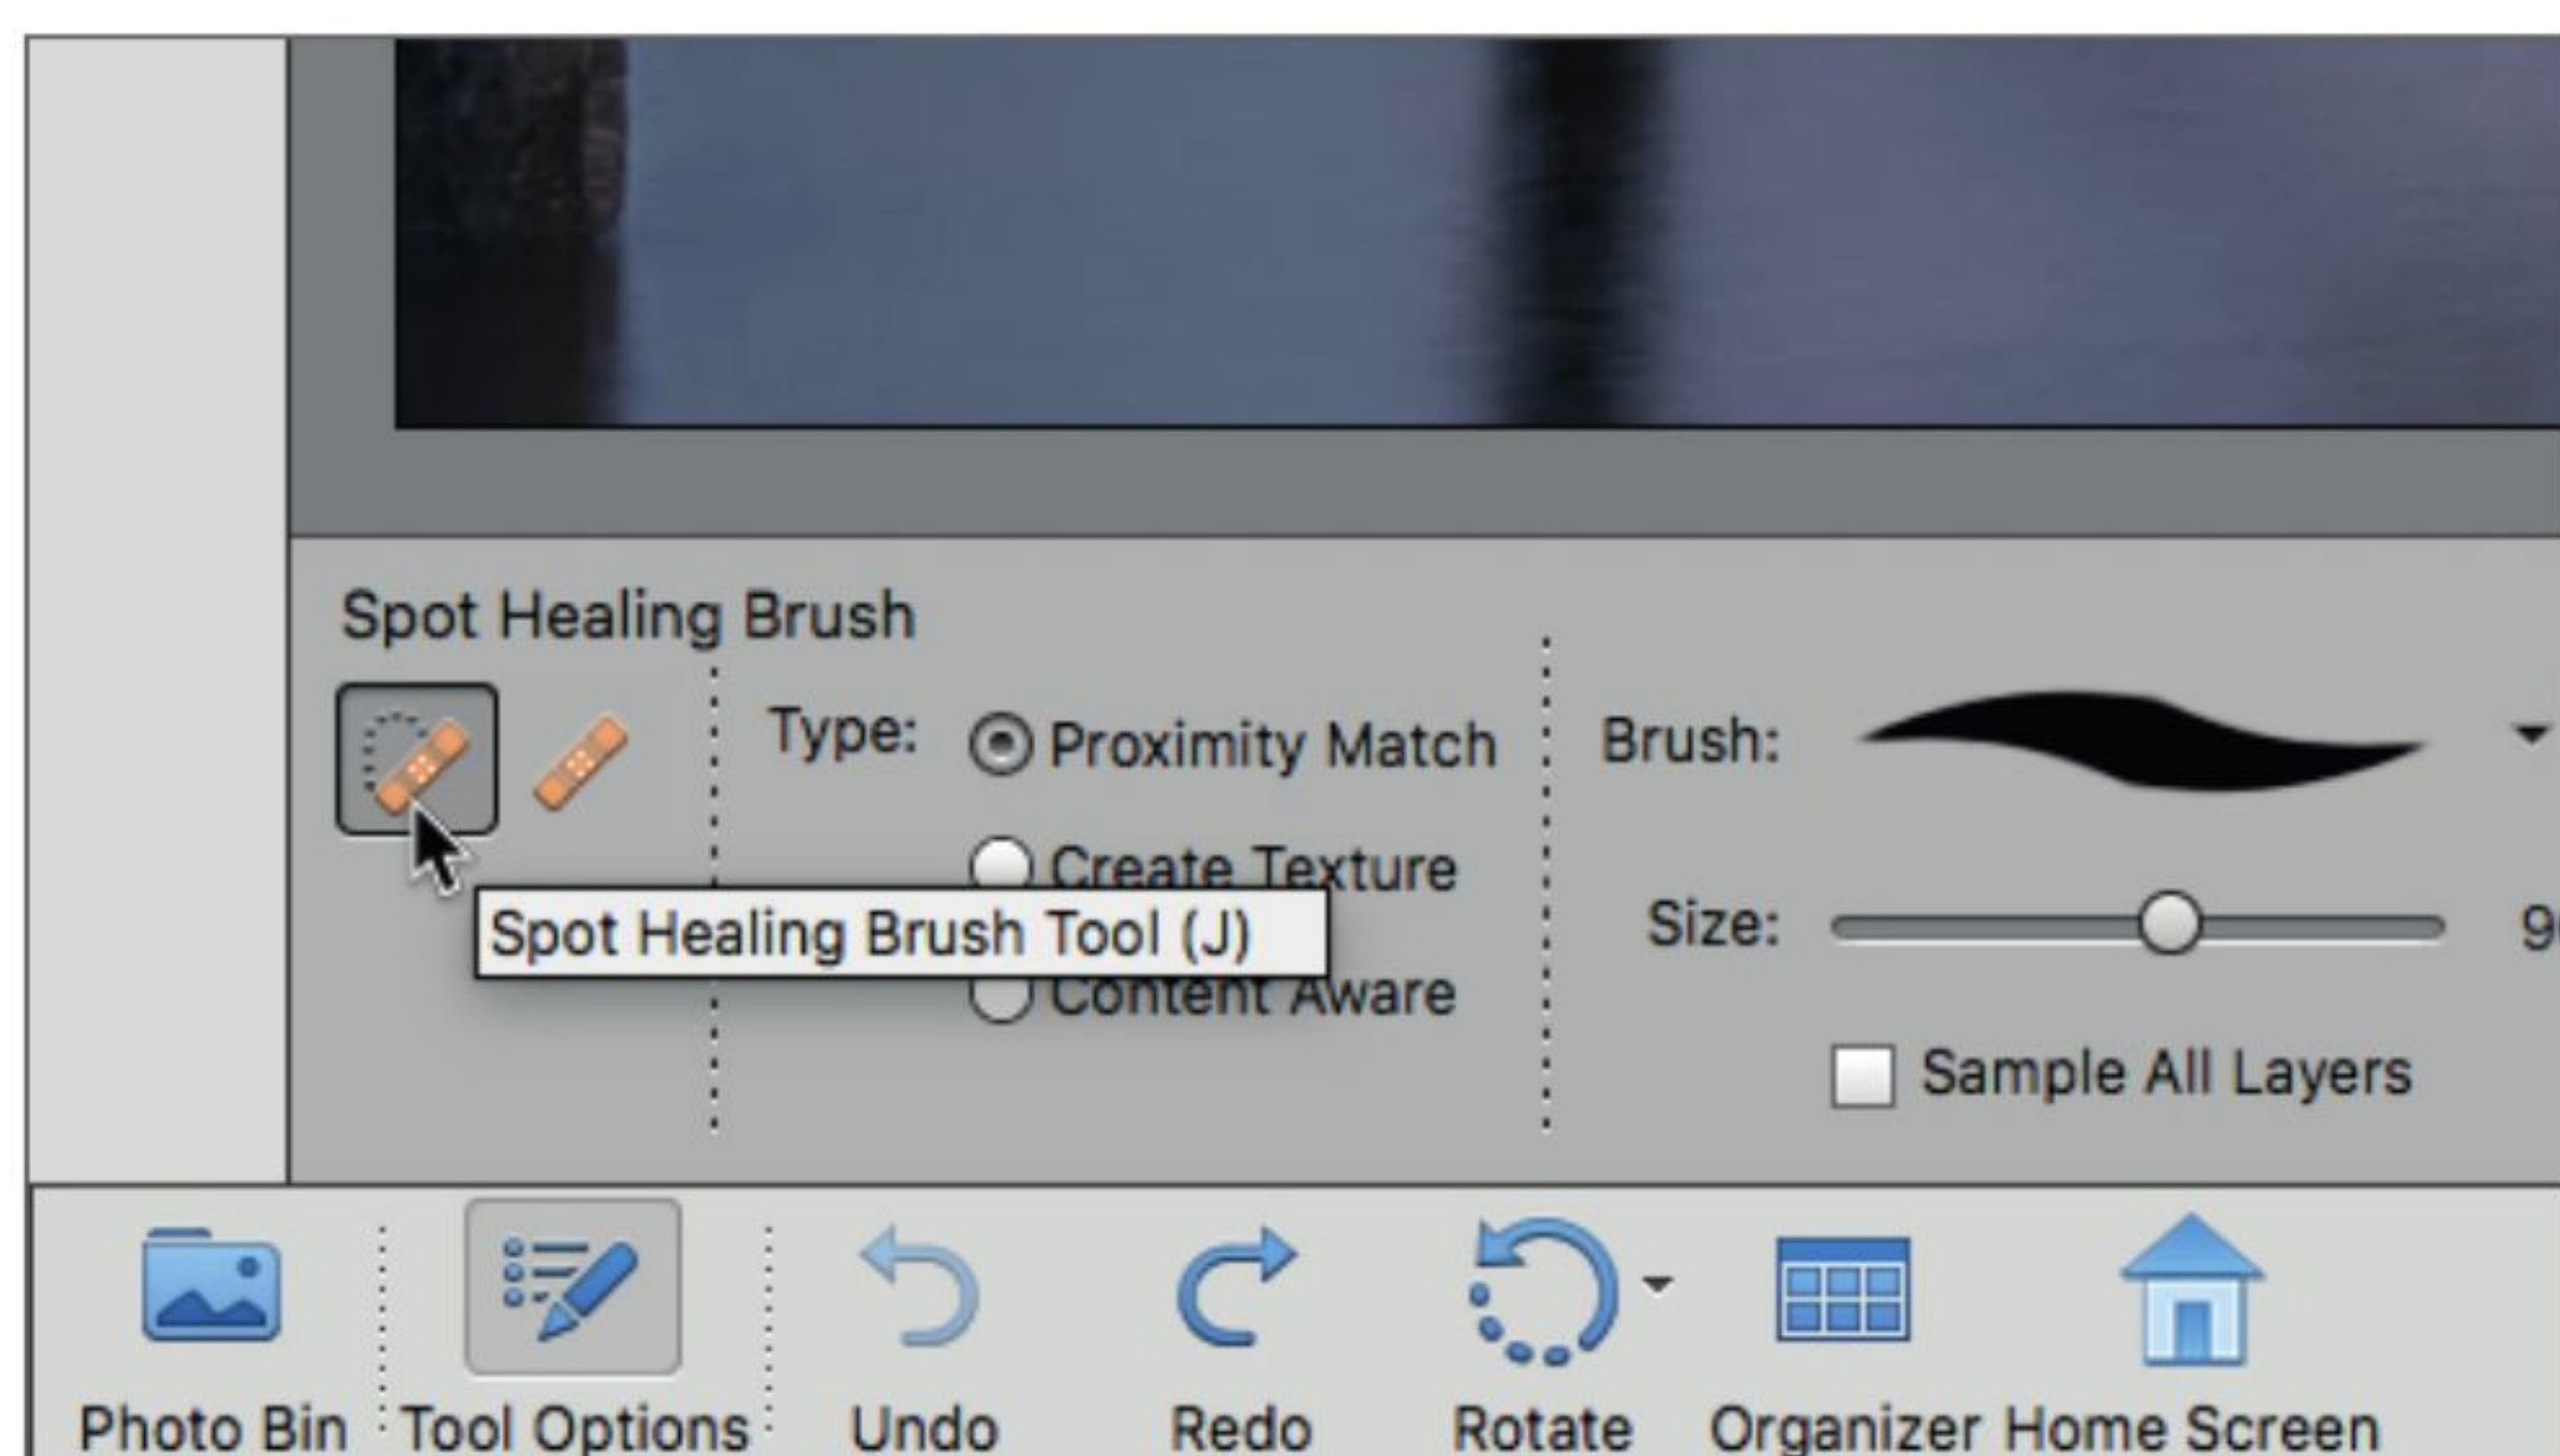 Spot Healing Brush
Type:
Proximity Match
Create Texture
Content Aware
Spot Healing Brush Tool (J)
Brush:
Size:
Sample All Layers
Photo Bin
Tool Options
Undo
Redo
Rotate
Organizer
Home Screen